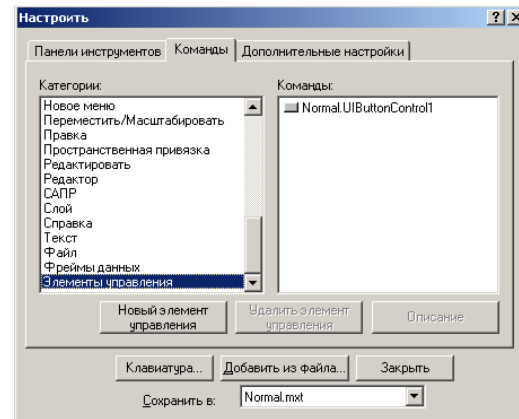 Настроить
Панели инструментов Команды Дополнительные настройки
Категории: Команды:
Новое меню
Переместить/Масштабировать
Правка
Пространственная привязка
Редактировать
Редактор
САПР
Слой
Справка
Текст
Файл
Фреймы данных
Элементы управления
Normal.UIButtonControl1
Новый элемент управления
Удалить элемент управления
Описание
Клавиатура... Добавить из файла... Закрыть
Сохранить в: Normal.mxt